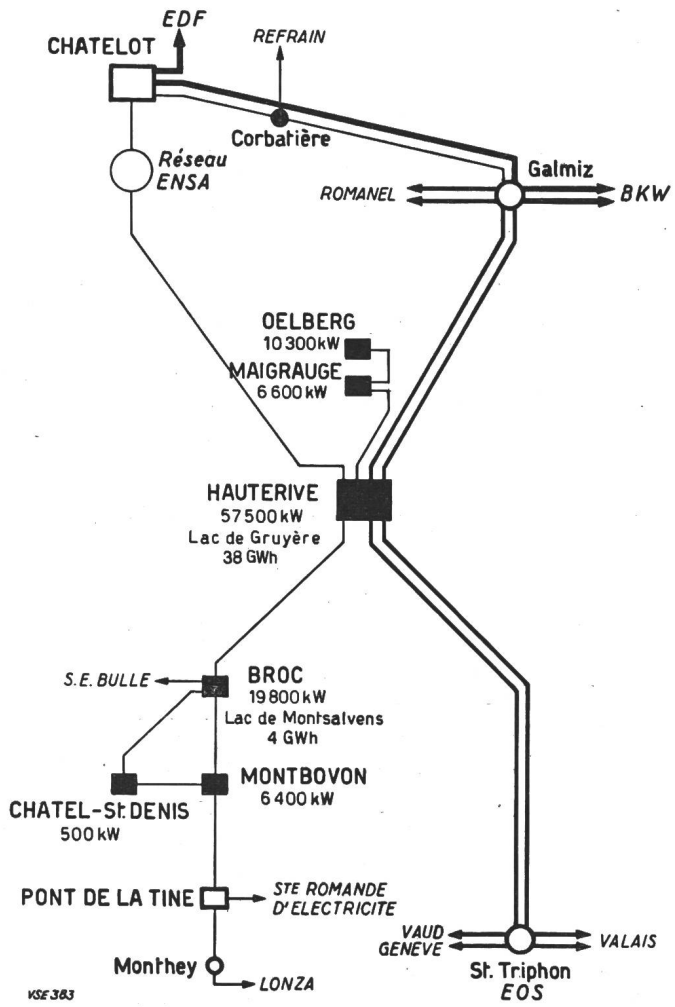 EDF
CHATELOT
REFRAIN
Corbatière
Réseau
ENSA
Galmiz
ROMANEL
BKW
OELBERG
10 300 kW
MAIGRAUGE
6 600 kW
HAUTERIVE
57 500 kW
Lac de Gruyère
38 GWh
S.E. BULLE
BROC
19 800 kW
Lac de Montsalvens
4 GWh
MONTBOVON
6 400 kW
CHATEL-St. DENIS
500 kW
PONT DE LA TINE
STE ROMANDE
D'ELECTRICITE
VAUD
GENEVE
VALAIS
Monthey
LONZA
St. Triphon
EOS
VSE 383